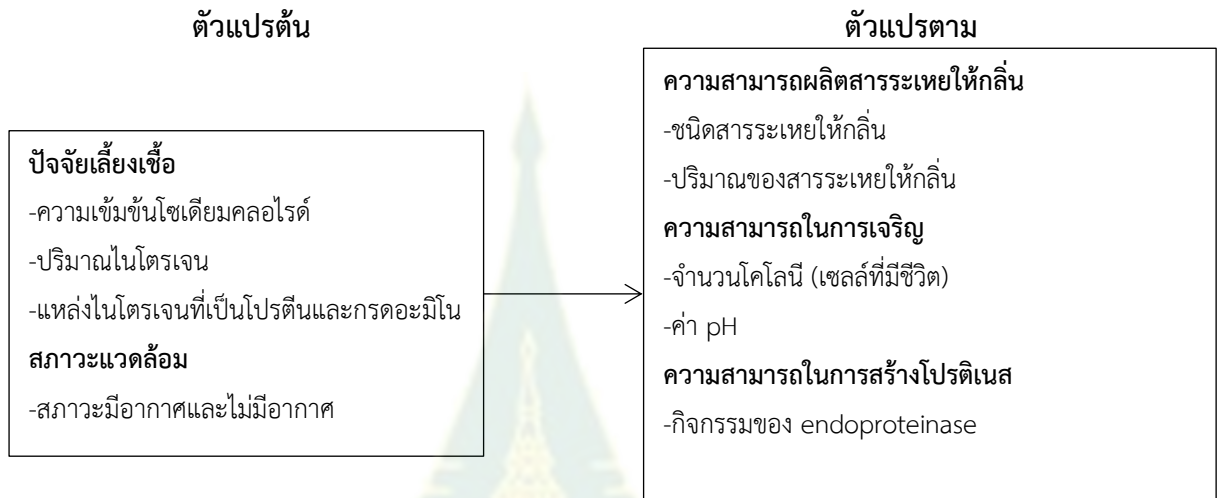 ตัวแปรต้น
ปัจจัยเลี้ยงเชื้อ
-ความเข้มข้นโซเดียมคลอไรด์
-ปริมาณไนโตรเจน
-แหล่งไนโตรเจนที่เป็นโปรตีนและกรดอะมิโน
สภาวะแวดล้อม
-สภาวะมีอากาศและไม่มีอากาศ
ตัวแปรตาม
ความสามารถผลิตสารระเหยให้กลิ่น
-ชนิดสารระเหยให้กลิ่น
-ปริมาณของสารระเหยให้กลิ่น
ความสามารถในการเจริญ
-จำนวนโคโลนี (เซลล์ที่มีชีวิต)
-ค่า pH
ความสามารถในการสร้างโปรติเนส
-กิจกรรมของ endoproteinase